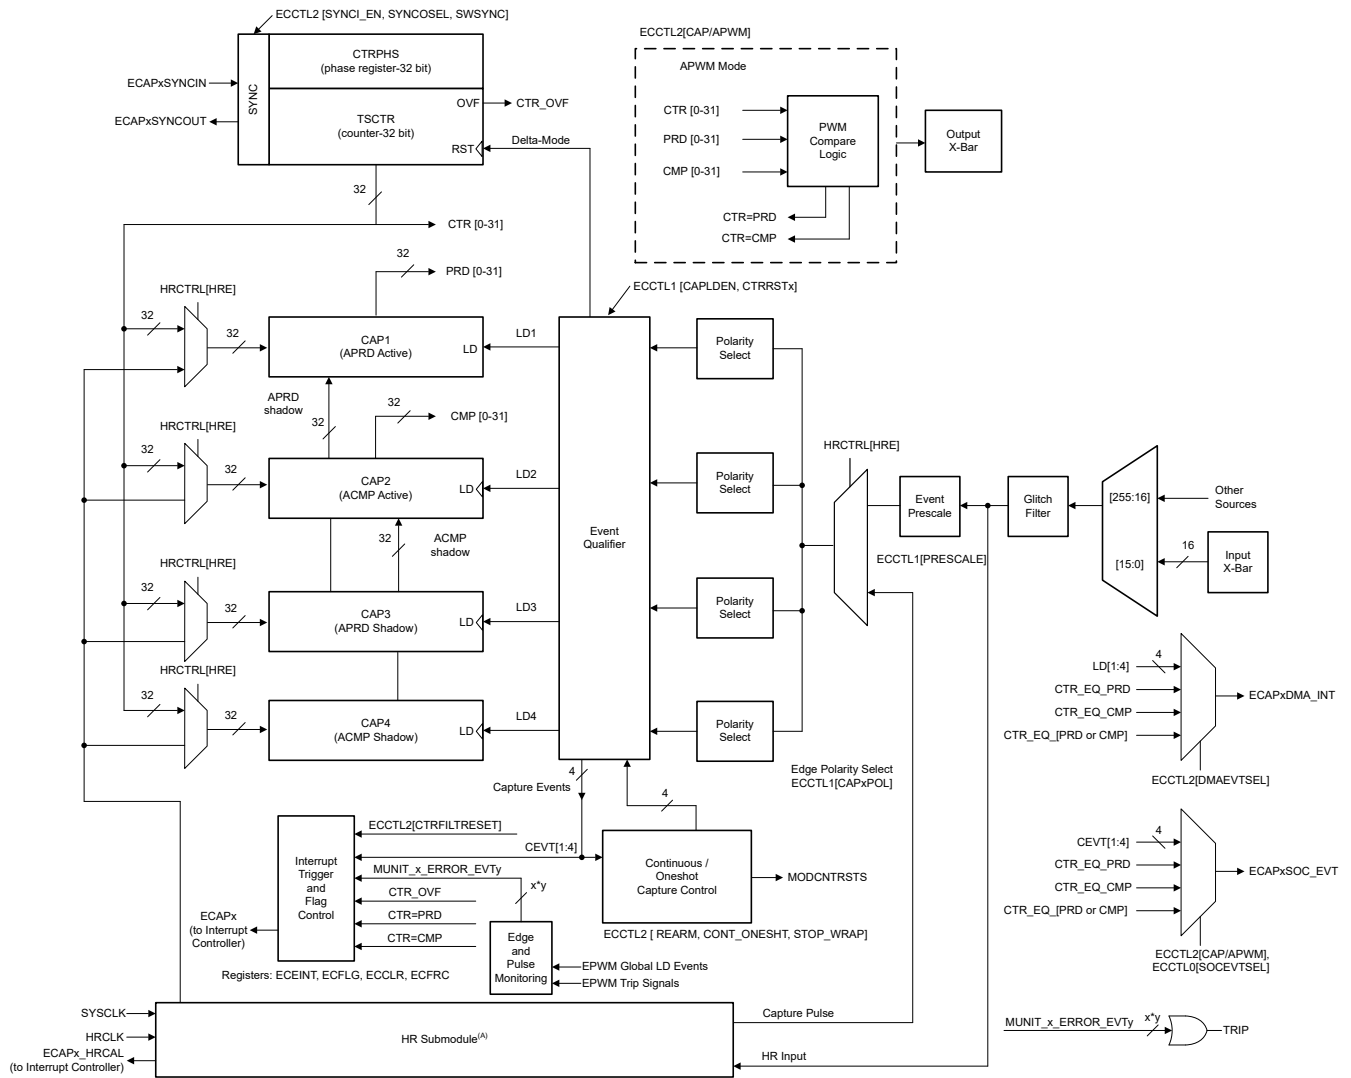 ECCTL2 [SYNCI_EN, SYNCOSEL, SWSYNC]
CTRPHS
(phase register-32 bit)
SYNC
ECAPxSYNCIN
ECAPxSYNCOUT
OVF
CTR_OVF
TSCTR
(counter-32 bit)
RST
Delta-Mode
32
CTR [0-31]
32
PRD [0-31]
ECCTL2[CAP/APWM]
APWM Mode
CTR [0-31]
PRD [0-31]
CMP [0-31]
PWM
Compare
Logic
Output
X-Bar
CTR=PRD
CTR=CMP
ECCTL1 [CAPLDEN, CTRRSTx]
HRCTRL[HRE]
32
32
CAP1
(APRD Active)
LD
LD1
Polarity
Select
APRD
shadow
32
32
CMP [0-31]
HRCTRL[HRE]
32
32
CAP2
(ACMP Active)
LD
LD2
Polarity
Select
32
ACMP
shadow
Event
Qualifier
HRCTRL[HRE]
Event
Prescale
ECCTL1[PRESCALE]
Glitch
Filter
[255:16]
[15:0]
Other
Sources
16
Input
X-Bar
HRCTRL[HRE]
32
32
CAP3
(APRD Shadow)
LD
LD3
Polarity
Select
HRCTRL[HRE]
32
32
CAP4
(ACMP Shadow)
LD
LD4
Polarity
Select
Edge Polarity Select
ECCTL1[CAPxPOL]
LD[1:4]
4
CTR_EQ_PRD
CTR_EQ_CMP
CTR_EQ_[PRD or CMP]
ECAPxDMA_INT
ECCTL2[DMAEVTSEL]
4
Capture Events
4
ECCTL2[CTRFILTRESET]
CEVT[1:4]
MUNIT_x_ERROR_EVTy
CTR_OVF
CTR=PRD
CTR=CMP
Interrupt
Trigger
and
Flag
Control
ECAPx
(to Interrupt
Controller)
Registers: ECEINT, ECFLG, ECCLR, ECFRC
x*y
Edge
and
Pulse
Monitoring
EPWM Global LD Events
EPWM Trip Signals
Continuous /
Oneshot
Capture Control
MODCNTRSTS
ECCTL2 [ REARM, CONT_ONESHT, STOP_WRAP]
CEVT[1:4]
4
CTR_EQ_PRD
CTR_EQ_CMP
CTR_EQ_[PRD or CMP]
ECAPxSOC_EVT
ECCTL2[CAP/APWM],
ECCTL0[SOCEVTSEL]
SYSCLK
HRCLK
ECAPx_HRCAL
(to Interrupt Controller)
HR Submodule(A)
Capture Pulse
HR Input
MUNIT_x_ERROR_EVTy
x*y
TRIP